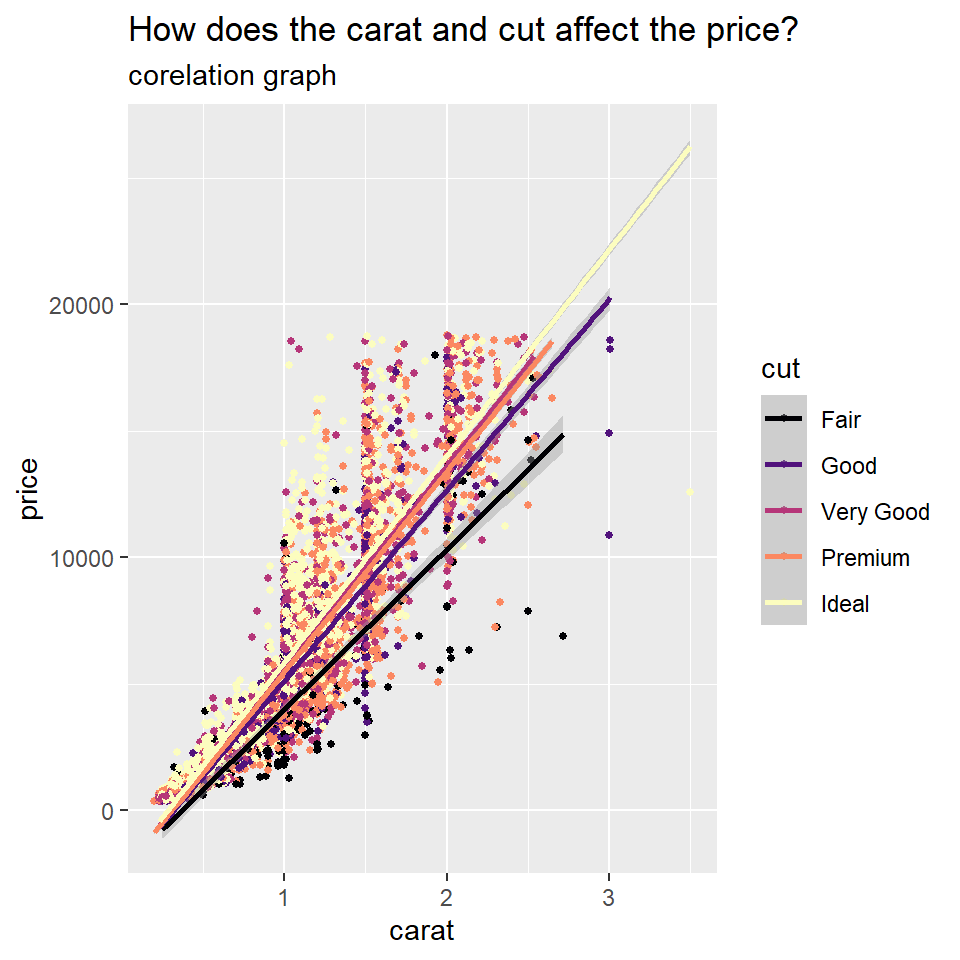 How does the carat and cut affect the price?
corelation graph
price
20000
10000
0
1
2
3
carat
cut
Fair
Good
Very Good
Premium
Ideal